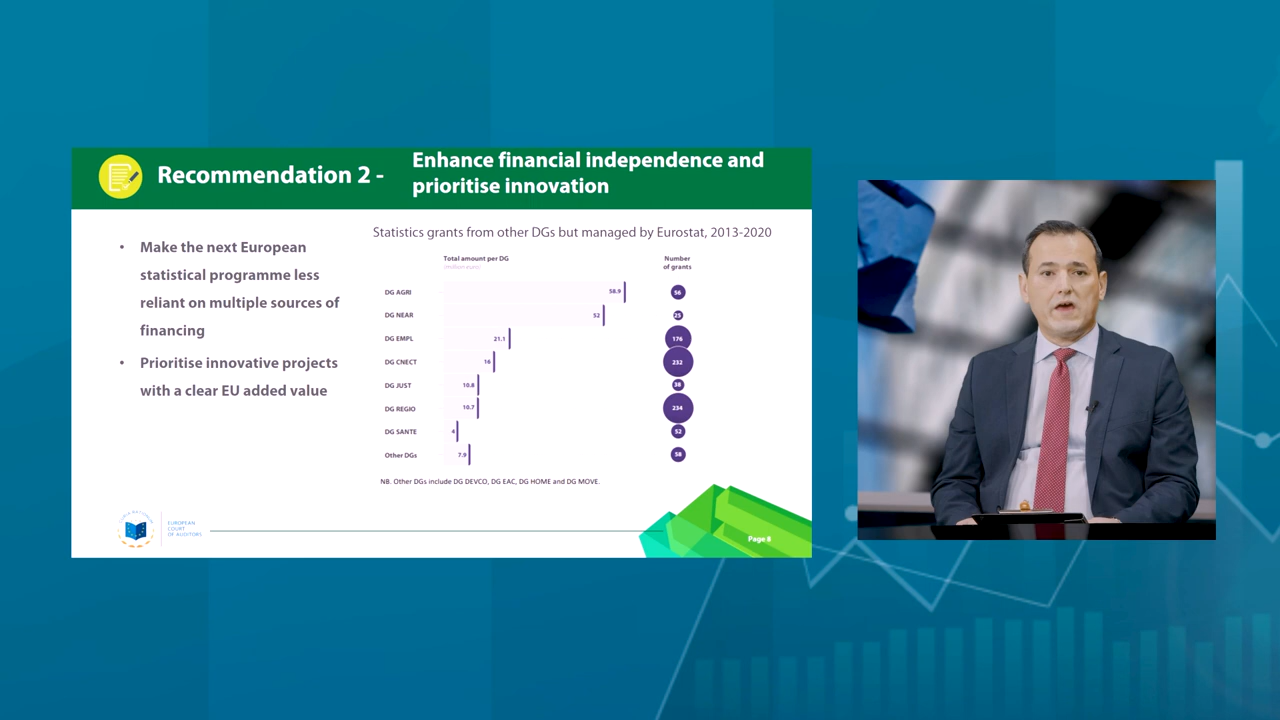 Recommendation 2 -
Enhance financial independence and
prioritise innovation
• Make the next European
statistical programme less
reliant on multiple sources of
financing
• Prioritise innovative projects
with a clear EU added value
Statistics grants from other DGs but managed by Eurostat, 2013-2020
Total amount per DG
(million euro)
Number
of grants
DG AGRI 58.9 56
DG NEAR 52 25
DG EMPL 21,1 176
DG CNECT 16 232
DG JUST 10.8 38
DG REGIO 10.7 234
DG SANTE 4 52
Other DGs 7.9 58
NB. Other DGs include DG DEVCO, DG EAC, DG HOME and DG MOVE.
EUROPEAN
COURT
OF AUDITORS
Page 8